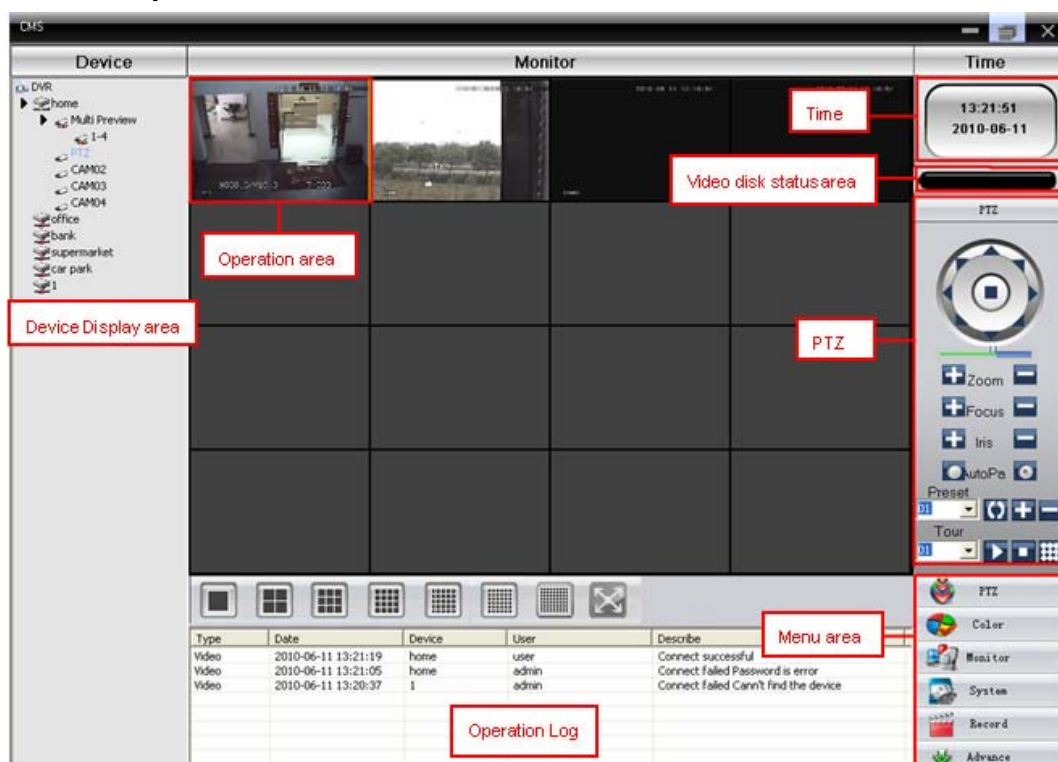 CMS
Device
Monitor
Time
DVR
home
Multi Preview
1-4
PTZ
CAM02
CAM03
CAM04
office
bank
supermarket
car park
1
Device Display area
Operation area
Time
13:21:51
2010-06-11
Video disk status area
PTZ
PTZ
Zoom
Focus
Iris
AutoPa
Preset
01
Tour
01
Type Date Device User Describe
Video 2010-06-11 13:21:19 home user Connect successful
Video 2010-06-11 13:21:05 home admin Connect failed Password is error
Video 2010-06-11 13:20:37 1 admin Connect failed Cann't find the device
Operation Log
Menu area
PTZ
Color
Monitor
System
Record
Advance